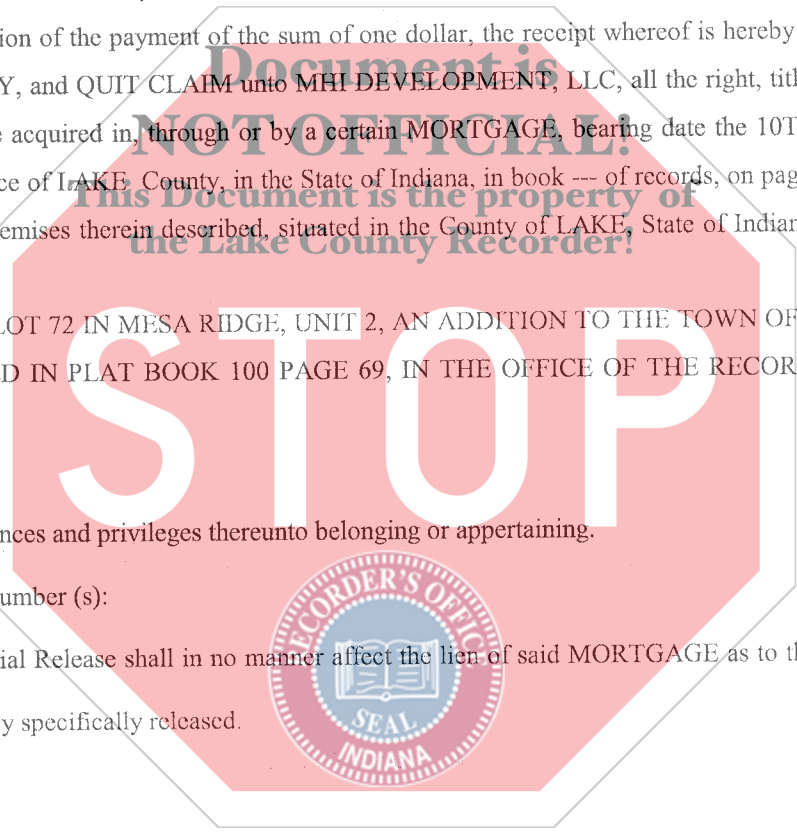 ion of the payment of the sum of one dollar, the receipt whereof is hereby
Document is
Y, and QUIT CLAIM unto MHI DEVELOPMENT, LLC, all the right, titl
NOT OFFICIAL!
e acquired in, through or by a certain MORTGAGE, bearing date the 10T
ce of LAKE County, in the State of Indiana, in book --- of records, on pag
This Document is the property of
emises therein described, situated in the County of LAKE, State of Indian
the Lake County Recorder!
LOT 72 IN MESA RIDGE, UNIT 2, AN ADDITION TO THE TOWN OF
D IN PLAT BOOK 100 PAGE 69, IN THE OFFICE OF THE RECOR
STOP
nces and privileges thereunto belonging or appertaining.
umber (s):
RECORDER'S OFFICE
ial Release shall in no manner affect the lien of said MORTGAGE as to th
y specifically released.
SEAL
INDIANA